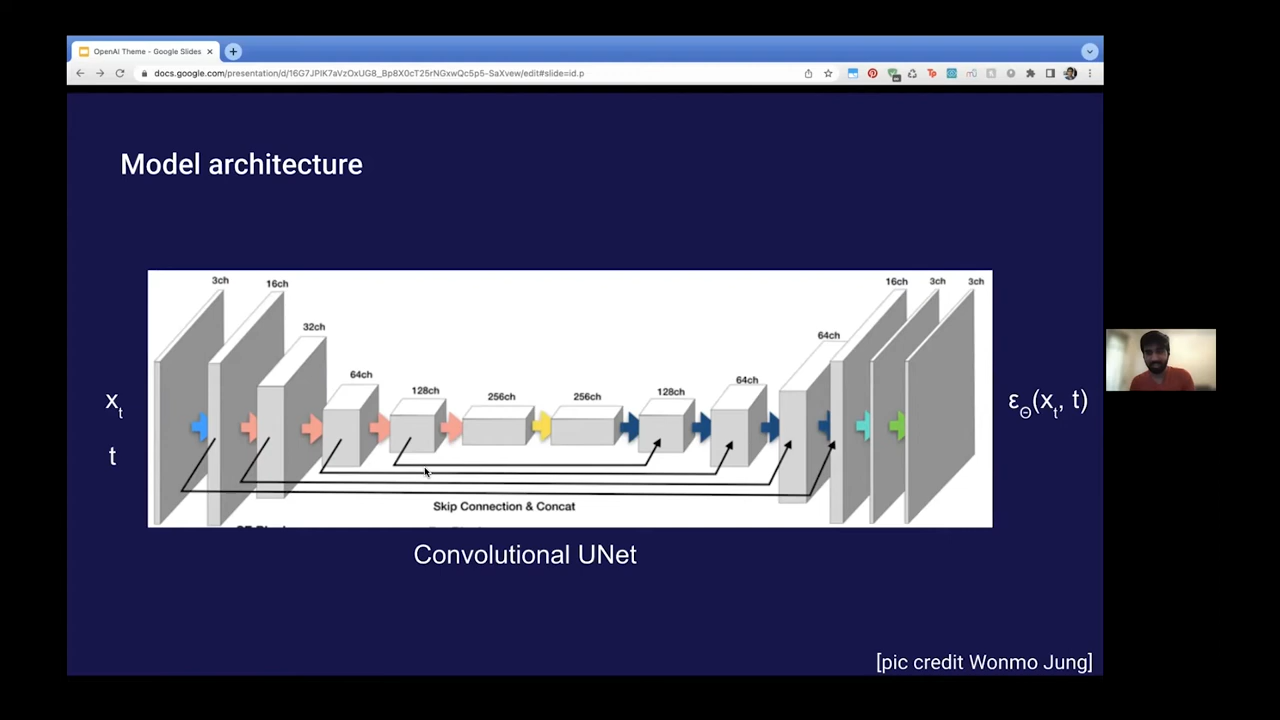 OpenAI Theme - Google Slides
docs.google.com/presentation/d/16G7JPIK7aVzOxUG8_Bp8X0cT25rNGxwQc5p5-SaXvew/edit#slide=id.p
Model architecture
3ch
16ch
32ch
64ch
128ch
256ch
256ch
128ch
64ch
64ch
16ch
3ch
3ch
xt
t
εΘ(xt, t)
Skip Connection & Concat
Convolutional UNet
[pic credit Wonmo Jung]